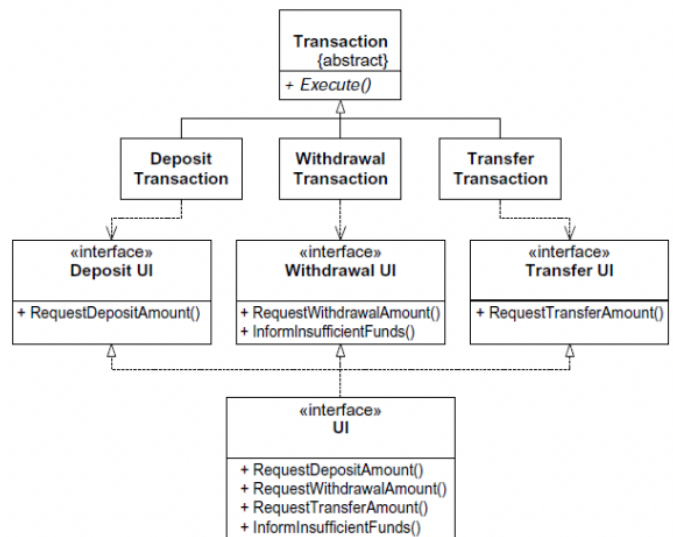 Transaction
{abstract}
+ Execute()
Deposit
Transaction
Withdrawal
Transaction
Transfer
Transaction
«interface»
Deposit UI
+ RequestDepositAmount()
«interface»
Withdrawal UI
+ RequestWithdrawalAmount()
+ InformInsufficientFunds()
«interface»
Transfer UI
+ RequestTransferAmount()
«interface»
UI
+ RequestDepositAmount()
+ RequestWithdrawalAmount()
+ RequestTransferAmount()
+ InformInsufficientFunds()